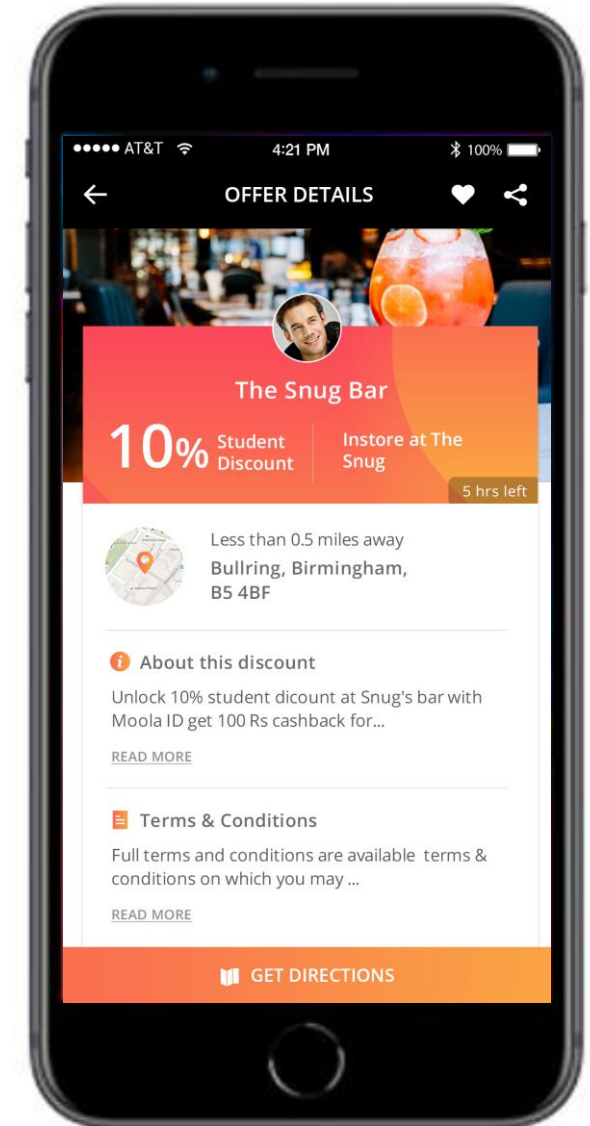 AT&T 4:21 PM 100%
OFFER DETAILS
The Snug Bar
10% Student Discount
Instore at The Snug
5 hrs left
Less than 0.5 miles away
Bullring, Birmingham,
B5 4BF
i About this discount
Unlock 10% student dicount at Snug's bar with
Moola ID get 100 Rs cashback for...
READ MORE
Terms & Conditions
Full terms and conditions are available terms &
conditions on which you may ...
READ MORE
GET DIRECTIONS